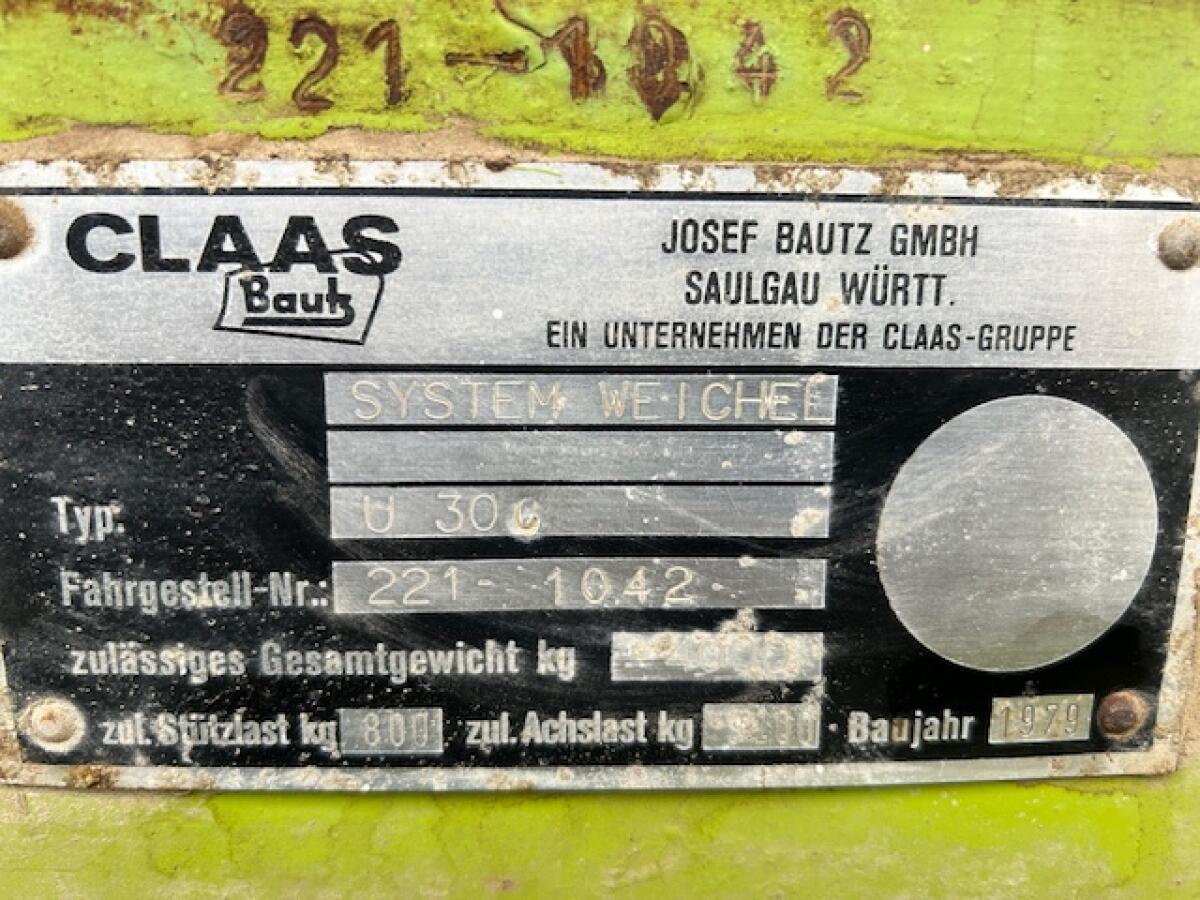 221-1042
CLAAS
Bautz
JOSEF BAUTZ GMBH
SAULGAU WÜRTT.
EIN UNTERNEHMEN DER CLAAS-GRUPPE
SYSTEM WEICHEL
Typ: U
Fahrgestell-Nr.: 221- 1042
zulässiges Gesamtgewicht kg
zul. Stützlast kg 800 zul. Achslast kg Baujahr 1979